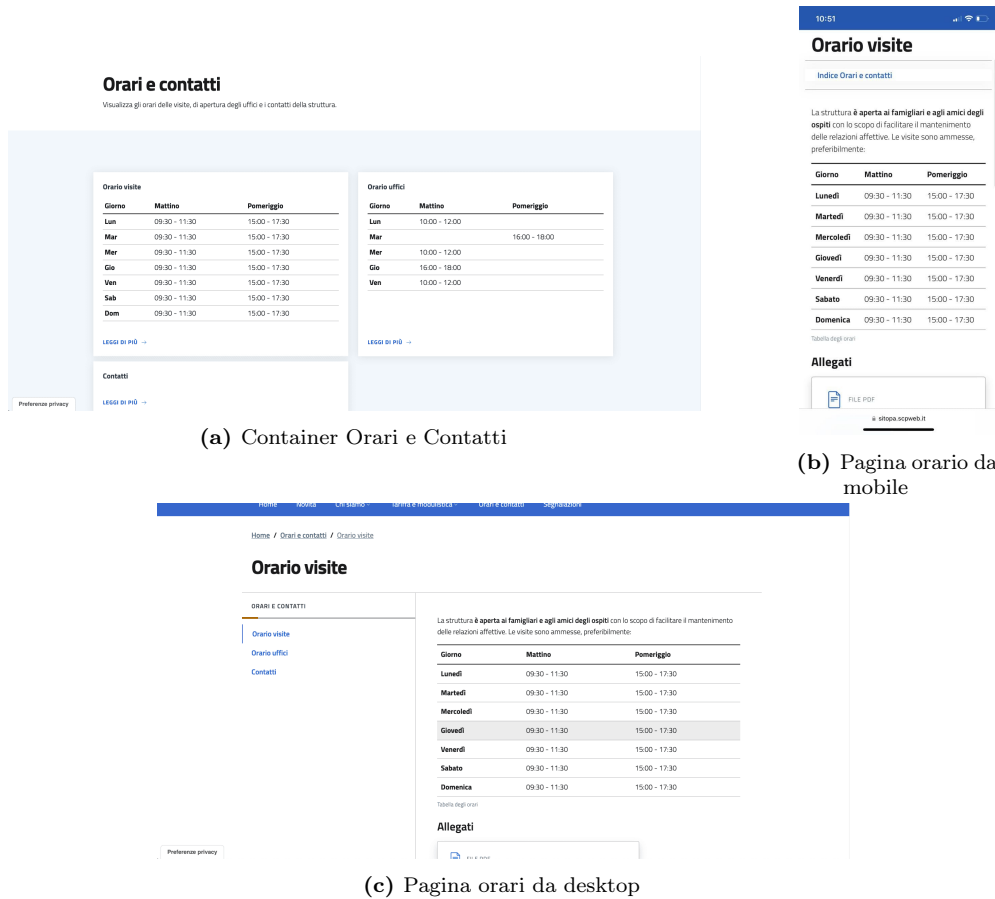 Orari e contatti
Visualizza gli orari delle visite, di apertura degli uffici e i contatti della struttura.
Orario visite
Giorno Mattino Pomeriggio
Lun 09:30 - 11:30 15:00 - 17:30
Mar 09:30 - 11:30 15:00 - 17:30
Mer 09:30 - 11:30 15:00 - 17:30
Gio 09:30 - 11:30 15:00 - 17:30
Ven 09:30 - 11:30 15:00 - 17:30
Sab 09:30 - 11:30 15:00 - 17:30
Dom 09:30 - 11:30 15:00 - 17:30
LEGGI DI PIÙ →
Orario uffici
Giorno Mattino Pomeriggio
Lun 10:00 - 12:00
Mar 16:00 - 18:00
Mer 10:00 - 12:00
Gio 16:00 - 18:00
Ven 10:00 - 12:00
LEGGI DI PIÙ →
Contatti
LEGGI DI PIÙ →
Preferenze privacy
(a) Container Orari e Contatti
10:51
Orario visite
Indice Orari e contatti
La struttura è aperta ai famigliari e agli amici degli
ospiti con lo scopo di facilitare il mantenimento
delle relazioni affettive. Le visite sono ammesse,
preferibilmente:
Giorno Mattino Pomeriggio
Lunedì 09:30 - 11:30 15:00 - 17:30
Martedì 09:30 - 11:30 15:00 - 17:30
Mercoledì 09:30 - 11:30 15:00 - 17:30
Giovedì 09:30 - 11:30 15:00 - 17:30
Venerdì 09:30 - 11:30 15:00 - 17:30
Sabato 09:30 - 11:30 15:00 - 17:30
Domenica 09:30 - 11:30 15:00 - 17:30
Tabella degli orari
Allegati
FILE PDF
sitopa.scpweb.it
(b) Pagina orario da
mobile
Home Novità Chi siamo Tariffa e modulistica Orari e contatti Segnalazioni
Home / Orari e contatti / Orario visite
Orario visite
ORARI E CONTATTI
Orario visite
Orario uffici
Contatti
La struttura è aperta ai famigliari e agli amici degli ospiti con lo scopo di facilitare il mantenimento
delle relazioni affettive. Le visite sono ammesse, preferibilmente:
Giorno Mattino Pomeriggio
Lunedì 09:30 - 11:30 15:00 - 17:30
Martedì 09:30 - 11:30 15:00 - 17:30
Mercoledì 09:30 - 11:30 15:00 - 17:30
Giovedì 09:30 - 11:30 15:00 - 17:30
Venerdì 09:30 - 11:30 15:00 - 17:30
Sabato 09:30 - 11:30 15:00 - 17:30
Domenica 09:30 - 11:30 15:00 - 17:30
Tabella degli orari
Allegati
FILE PDF
Preferenze privacy
(c) Pagina orari da desktop